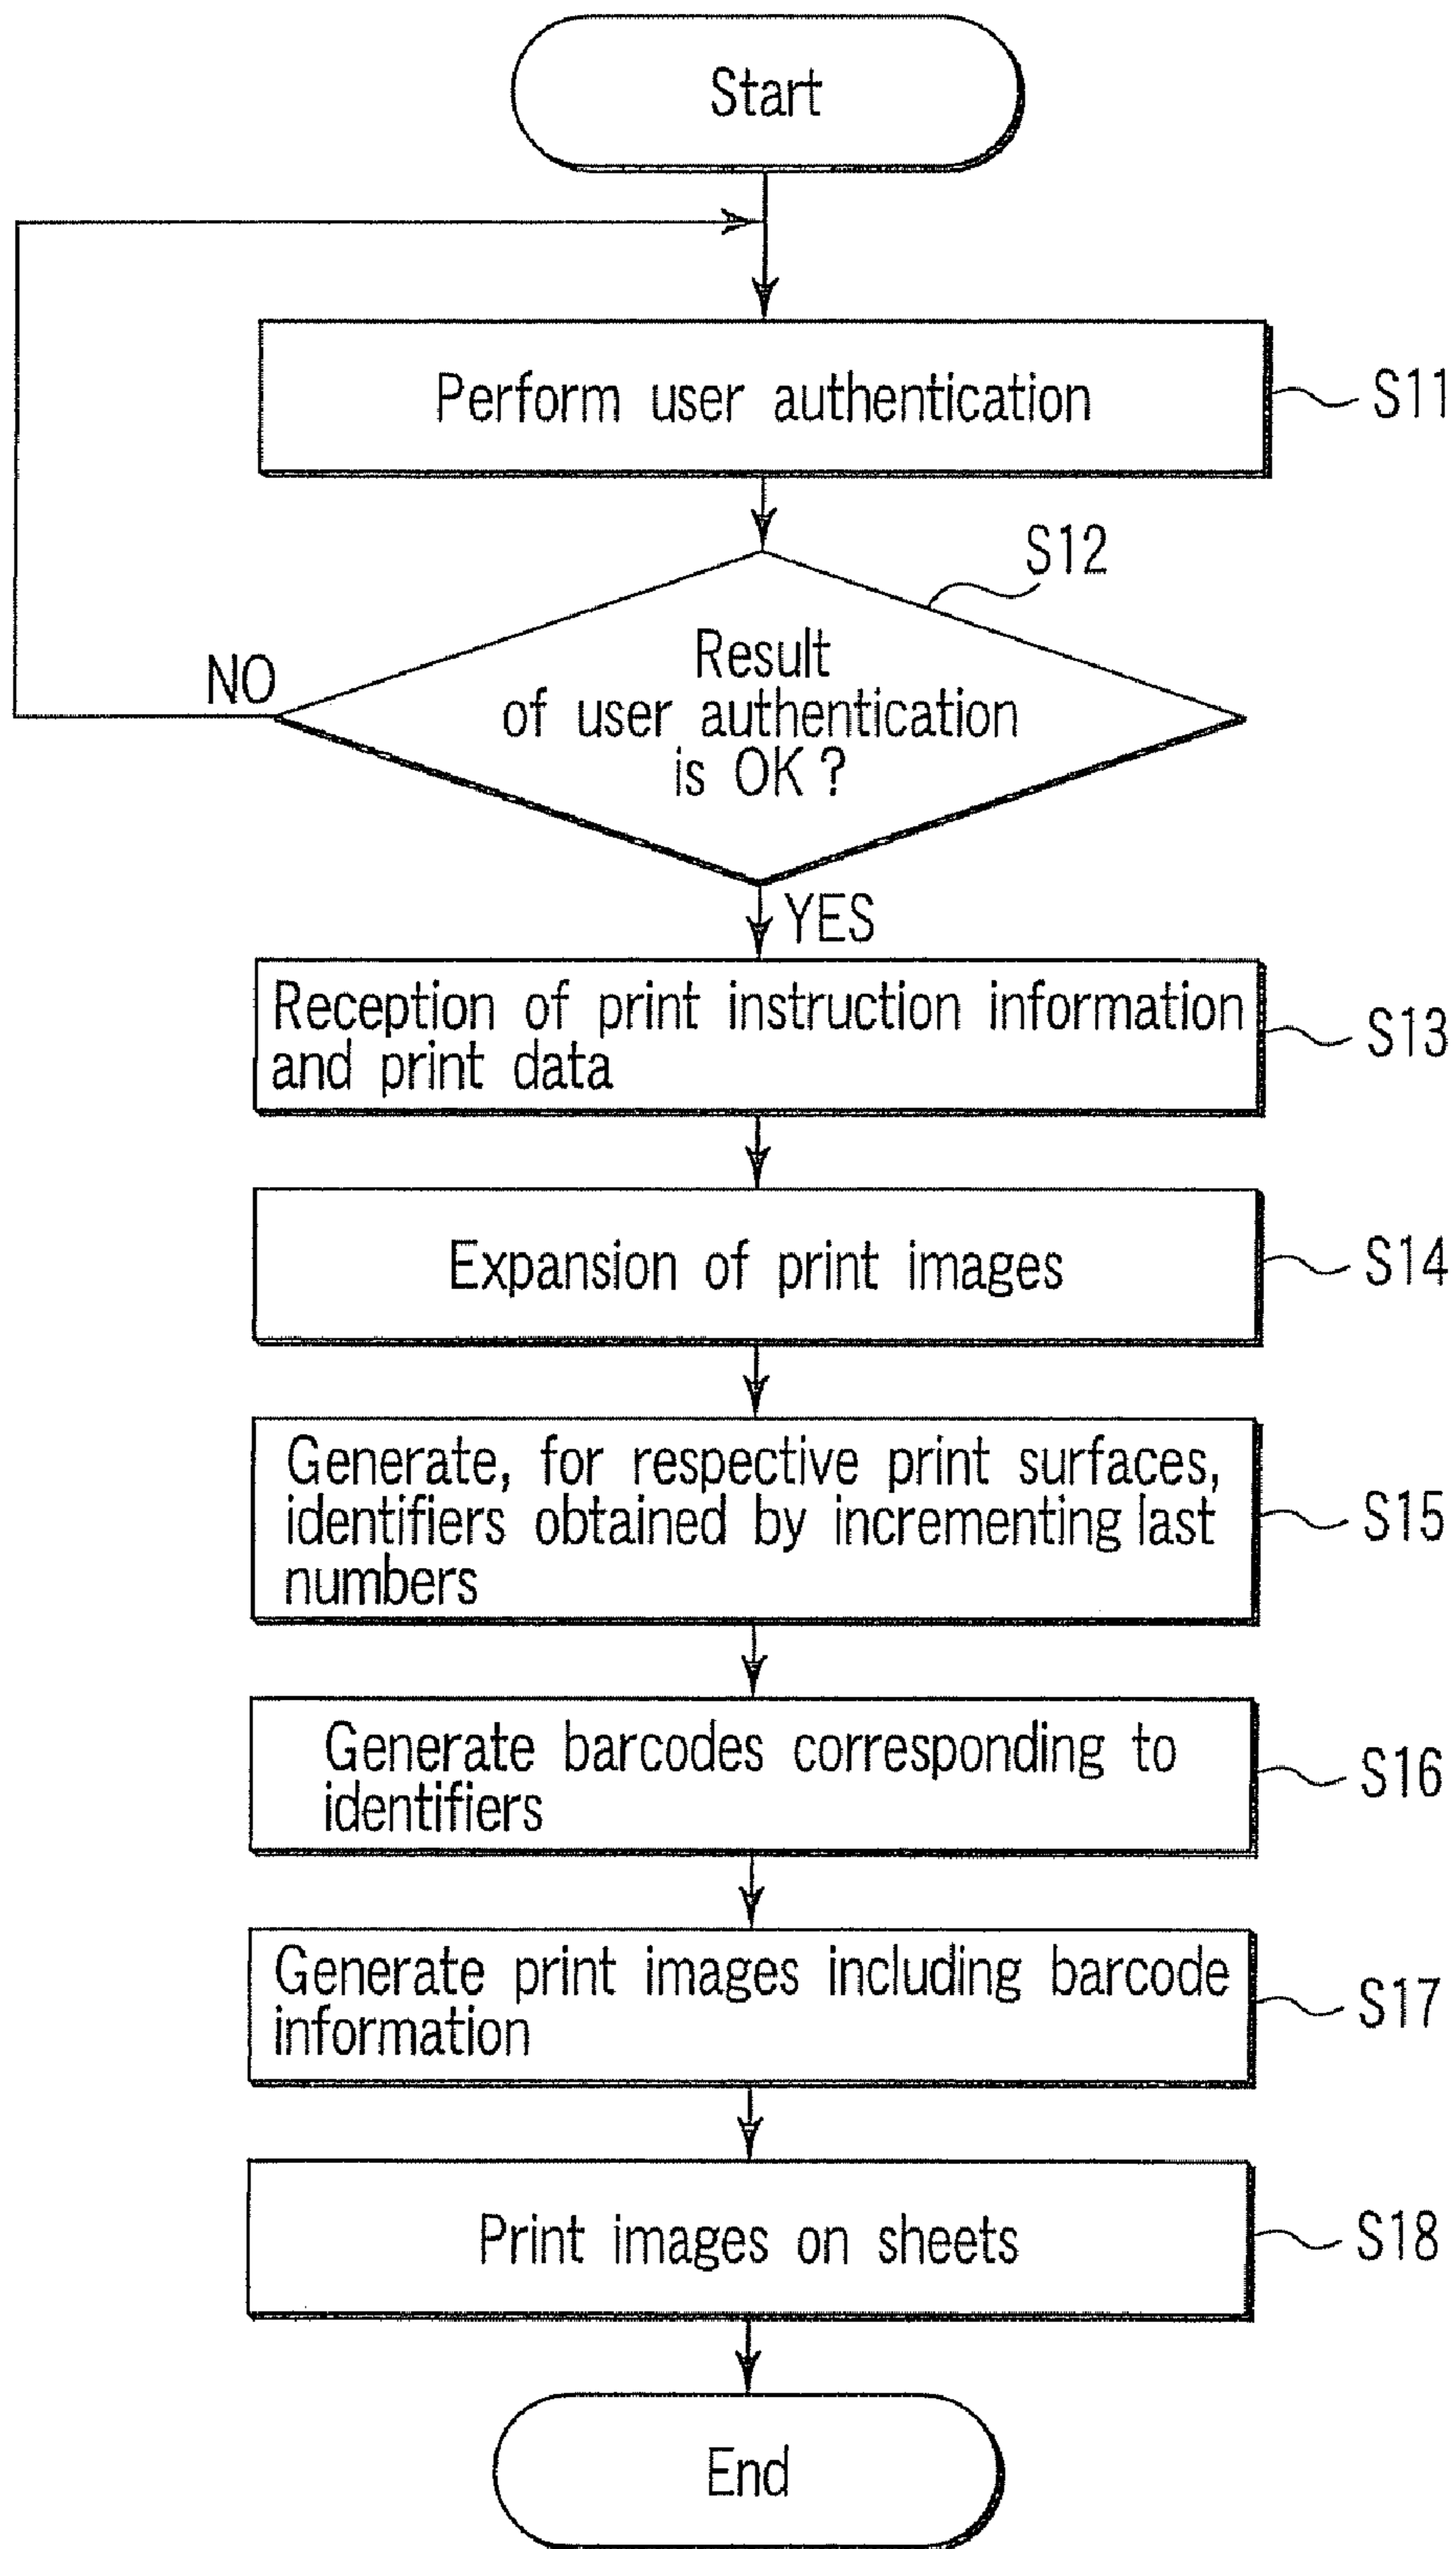 Start
Perform user authentication
S11
S12
Result
of user authentication
is OK?
NO
YES
Reception of print instruction information
and print data
S13
Expansion of print images
S14
Generate, for respective print surfaces,
identifiers obtained by incrementing last
numbers
S15
Generate barcodes corresponding to
identifiers
S16
Generate print images including barcode
information
S17
Print images on sheets
S18
End